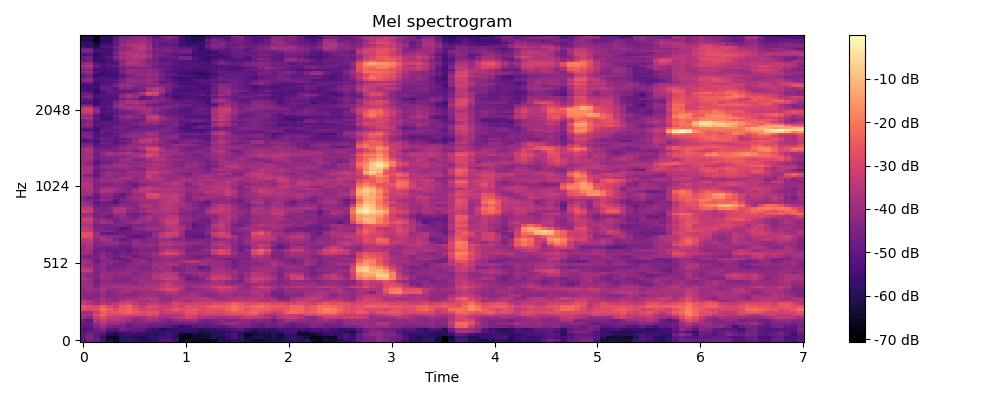 Mel spectrogram
Hz
2048
1024
512
0
0 1 2 3 4 5 6 7
Time
-10 dB
-20 dB
-30 dB
-40 dB
-50 dB
-60 dB
-70 dB